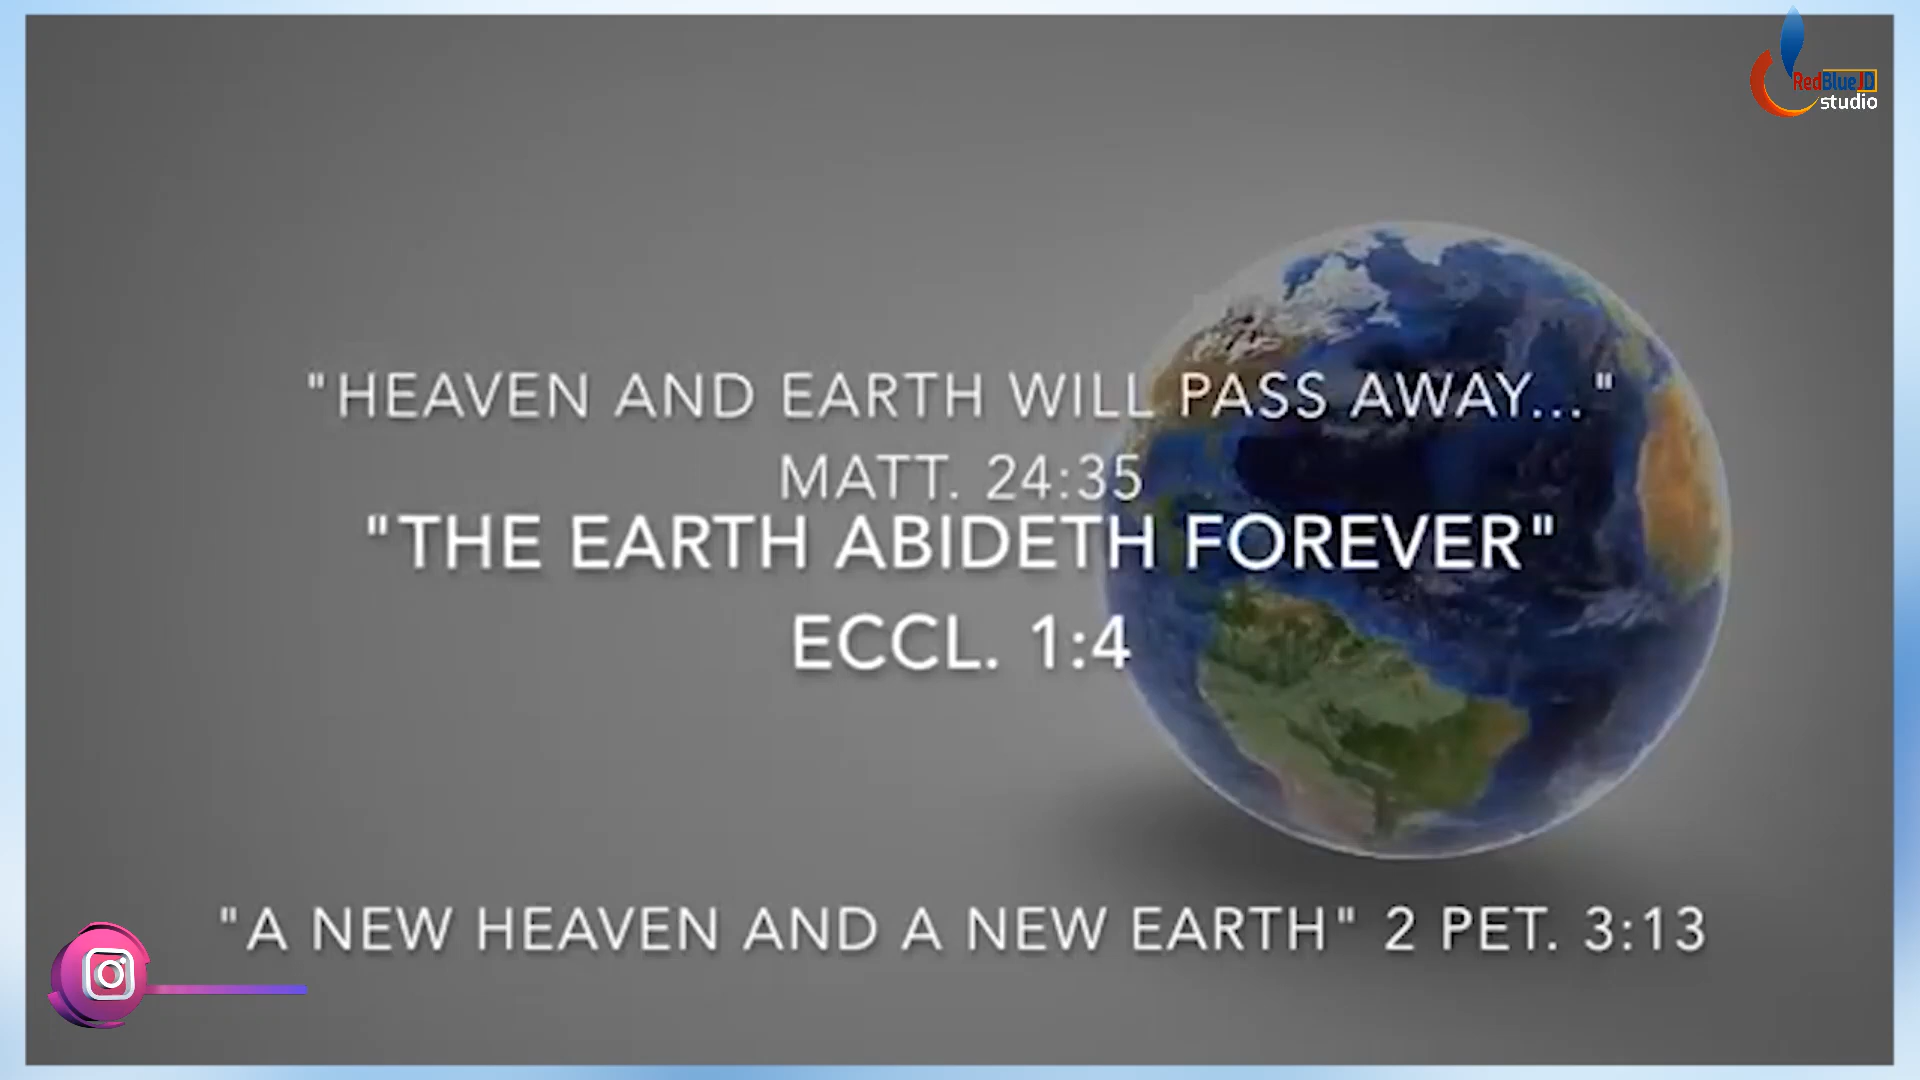 RedBlueJD
studio
"HEAVEN AND EARTH WILL PASS AWAY..."
MATT. 24:35
"THE EARTH ABIDETH FOREVER"
ECCL. 1:4
"A NEW HEAVEN AND A NEW EARTH" 2 PET. 3:13